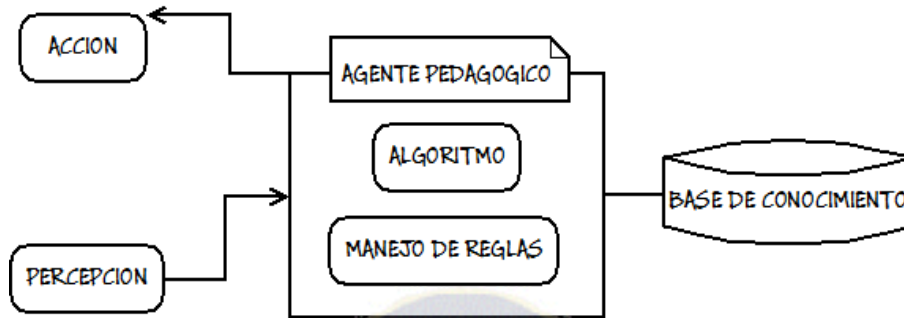 ACCION
AGENTE PEDAGOGICO
ALGORITMO
BASE DE CONOCIMIENTO
MANEJO DE REGLAS
PERCEPCION